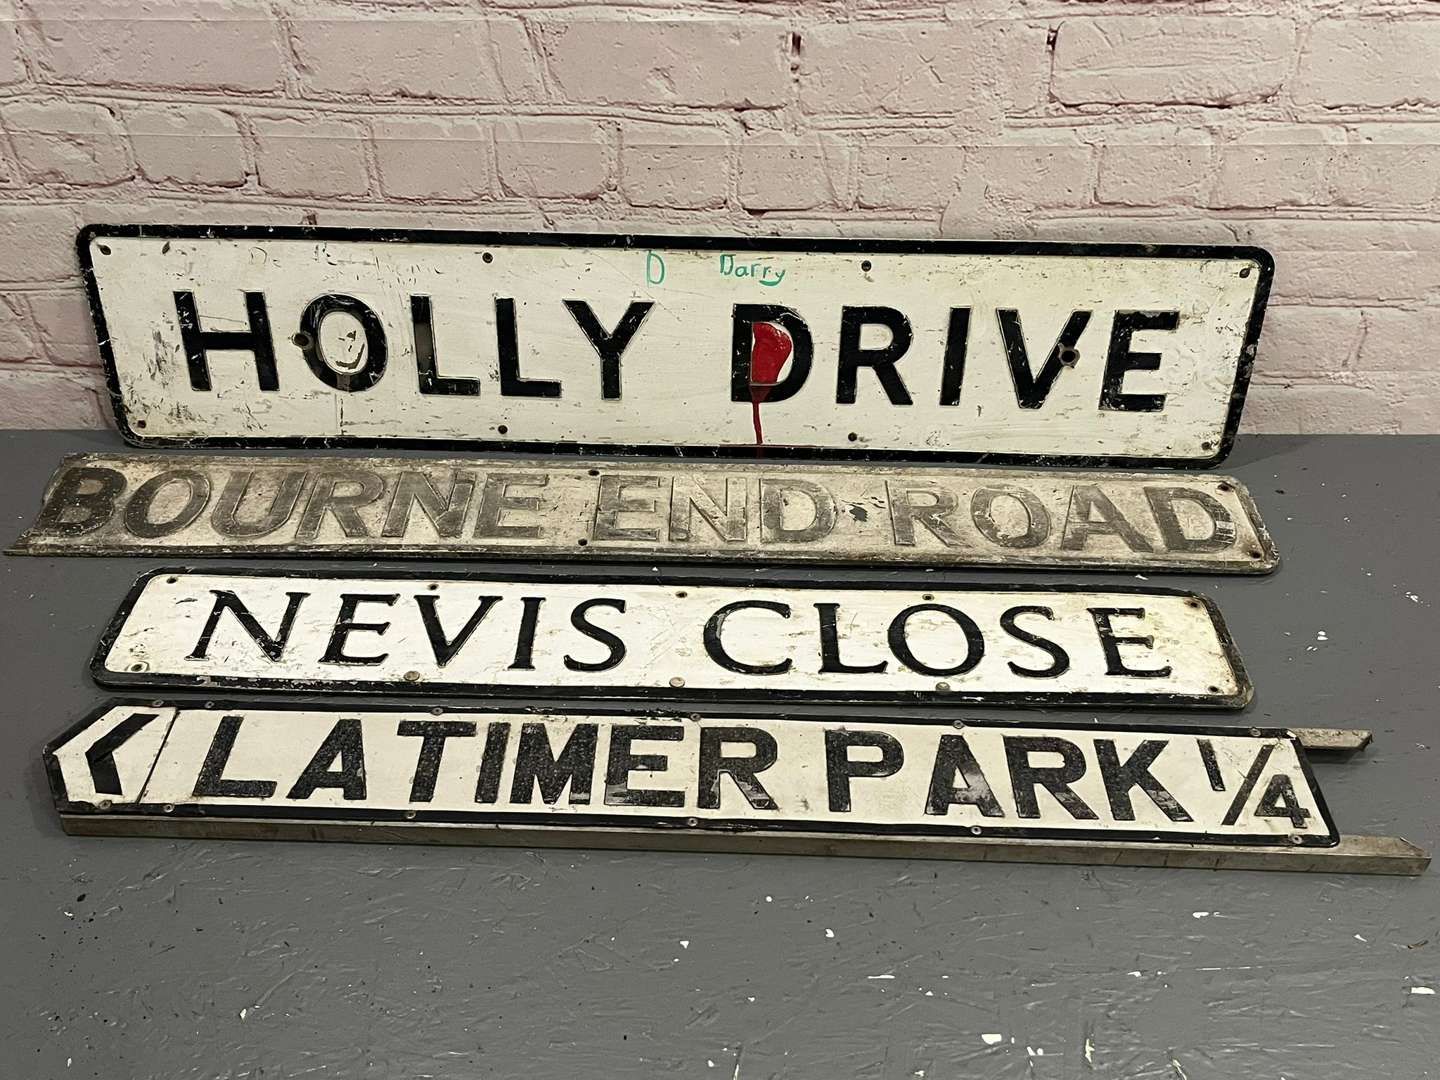 D Darry
HOLLY DRIVE
BOURNE END ROAD
NEVIS CLOSE
LATIMER PARK 1/4